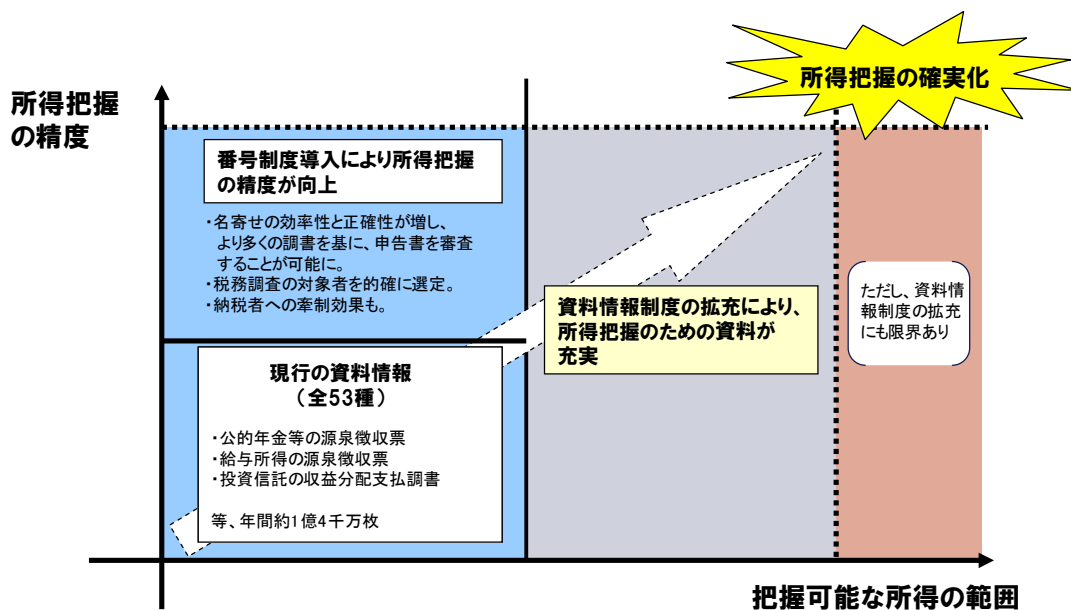 所得把握の確実化
所得把握
の精度
番号制度導入により所得把握
の精度が向上
・名寄せの効率性と正確性が増し、
より多くの調書を基に、申告書を審査
することが可能に。
・税務調査の対象者を的確に選定。
・納税者への牽制効果も。
資料情報制度の拡充により、
所得把握のための資料が
充実
ただし、資料情
報制度の拡充
にも限界あり
現行の資料情報
（全53種）
・公的年金等の源泉徴収票
・給与所得の源泉徴収票
・投資信託の収益分配支払調書
等、年間約1億4千万枚
把握可能な所得の範囲